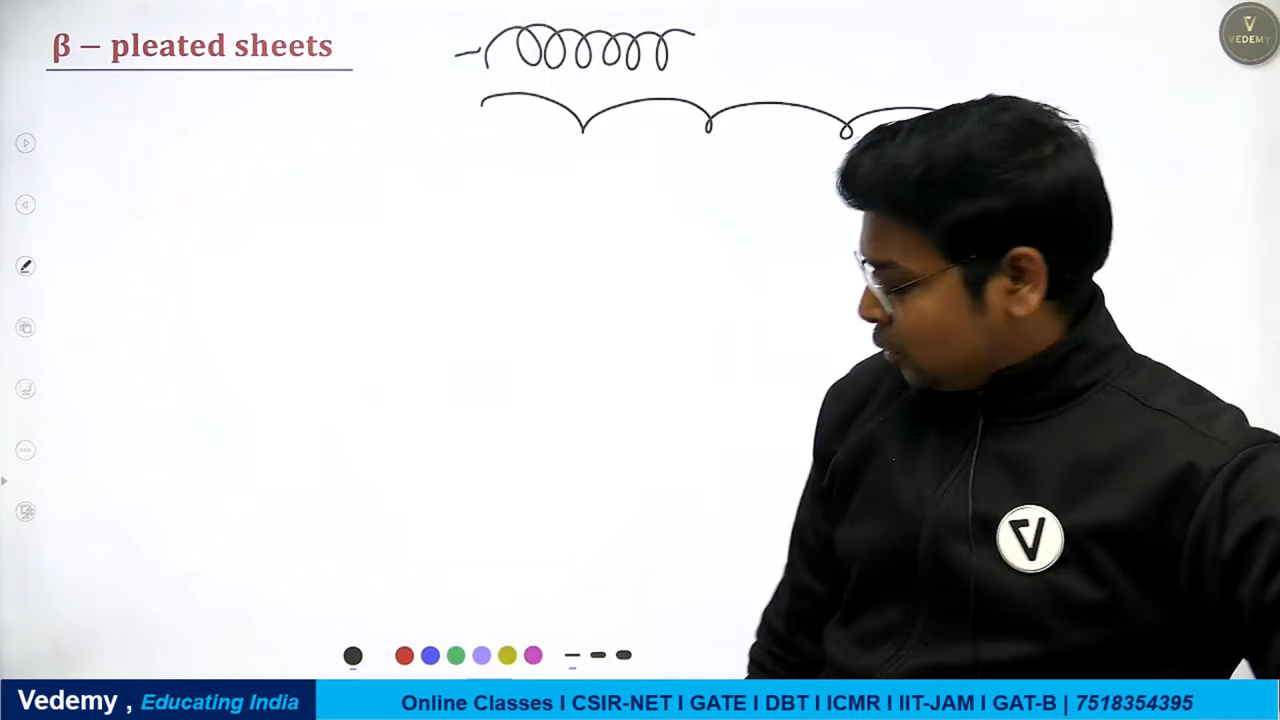 β – pleated sheets
VEDEMY
Vedemy , Educating India
Online Classes I CSIR-NET I GATE I DBT I ICMR I IIT-JAM I GAT-B | 7518354395